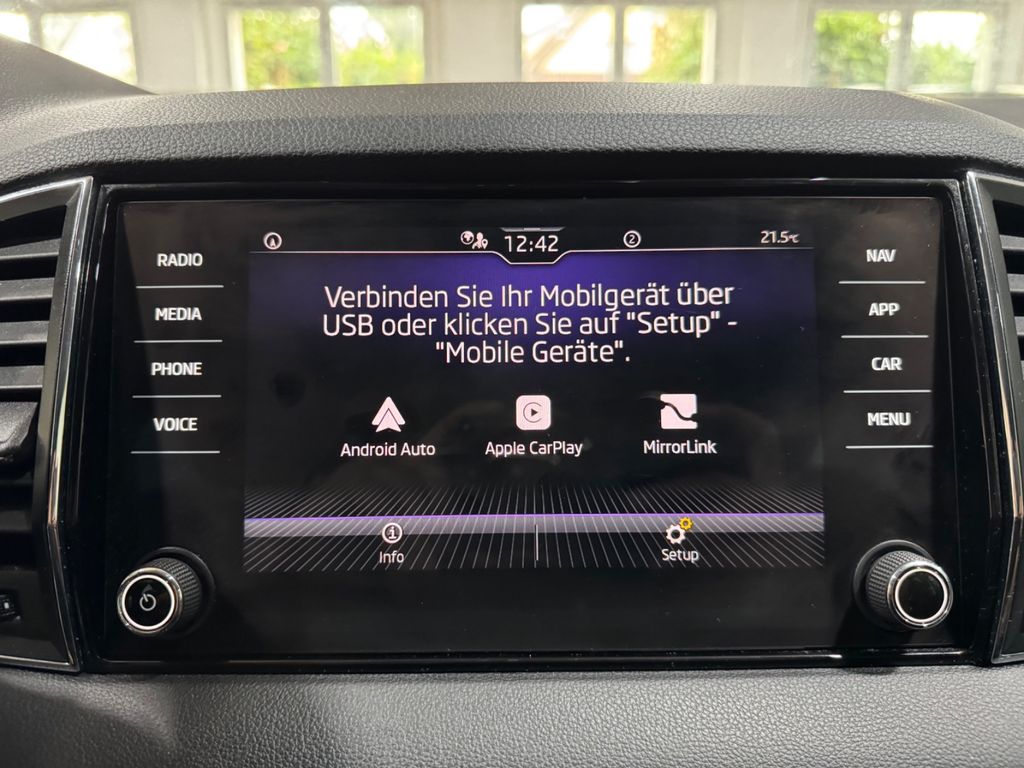 RADIO
MEDIA
PHONE
VOICE
12:42
2
21.5°C
Verbinden Sie Ihr Mobilgerät über
USB oder klicken Sie auf "Setup" -
"Mobile Geräte".
Android Auto
Apple CarPlay
MirrorLink
Info
Setup
NAV
APP
CAR
MENU